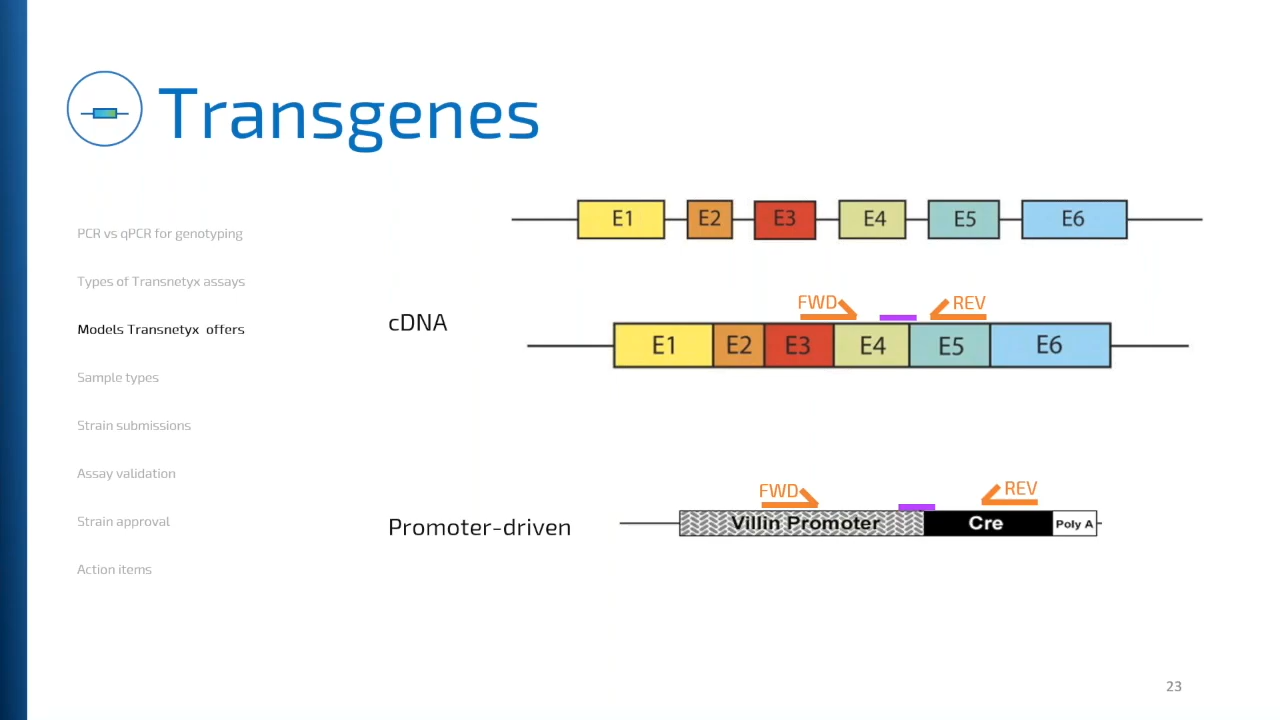 Transgenes
PCR vs qPCR for genotyping
Types of Transnetyx assays
Models Transnetyx offers
Sample types
Strain submissions
Assay validation
Strain approval
Action items
E1 E2 E3 E4 E5 E6
cDNA
FWD REV
E1 E2 E3 E4 E5 E6
Promoter-driven
FWD REV
Villin Promoter Cre Poly A
23